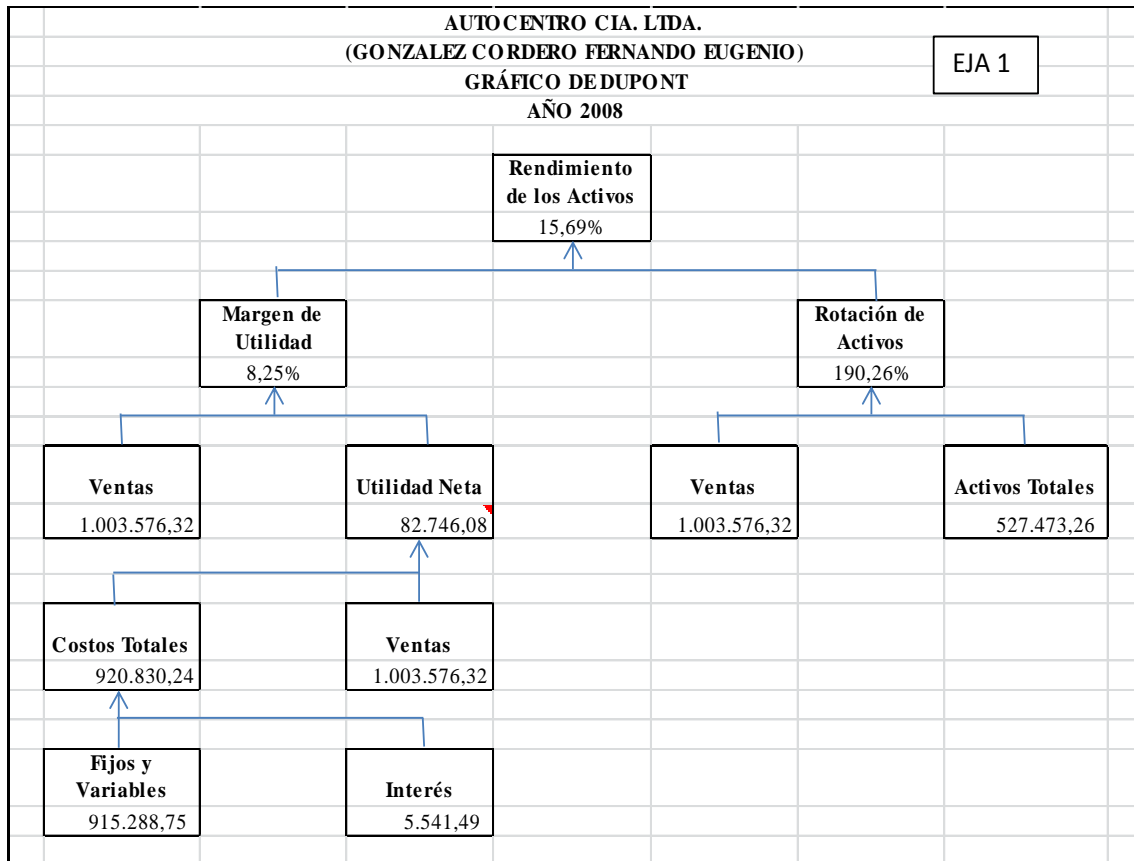 AUTOCENTRO CIA. LTDA.
(GONZALEZ CORDERO FERNANDO EUGENIO)
EJA 1
GRÁFICO DE DUPONT
AÑO 2008
Rendimiento
de los Activos
15,69%
Margen de
Utilidad
8,25%
Rotación de
Activos
190,26%
Ventas
1.003.576,32
Utilidad Neta
82.746,08
Ventas
1.003.576,32
Activos Totales
527.473,26
Costos Totales
920.830,24
Ventas
1.003.576,32
Fijos y
Variables
915.288,75
Interés
5.541,49